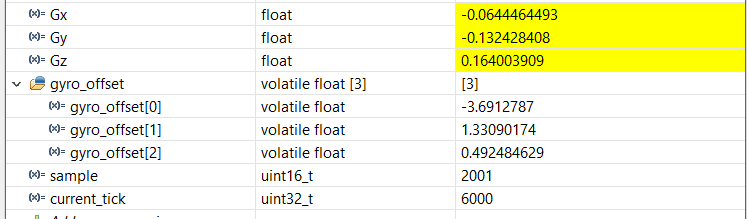 (x)= Gx float -0.0644464493
(x)= Gy float -0.132428408
(x)= Gz float 0.164003909
gyro_offset volatile float [3] [3]
(x)= gyro_offset[0] volatile float -3.6912787
(x)= gyro_offset[1] volatile float 1.33090174
(x)= gyro_offset[2] volatile float 0.492484629
(x)= sample uint16_t 2001
(x)= current_tick uint32_t 6000